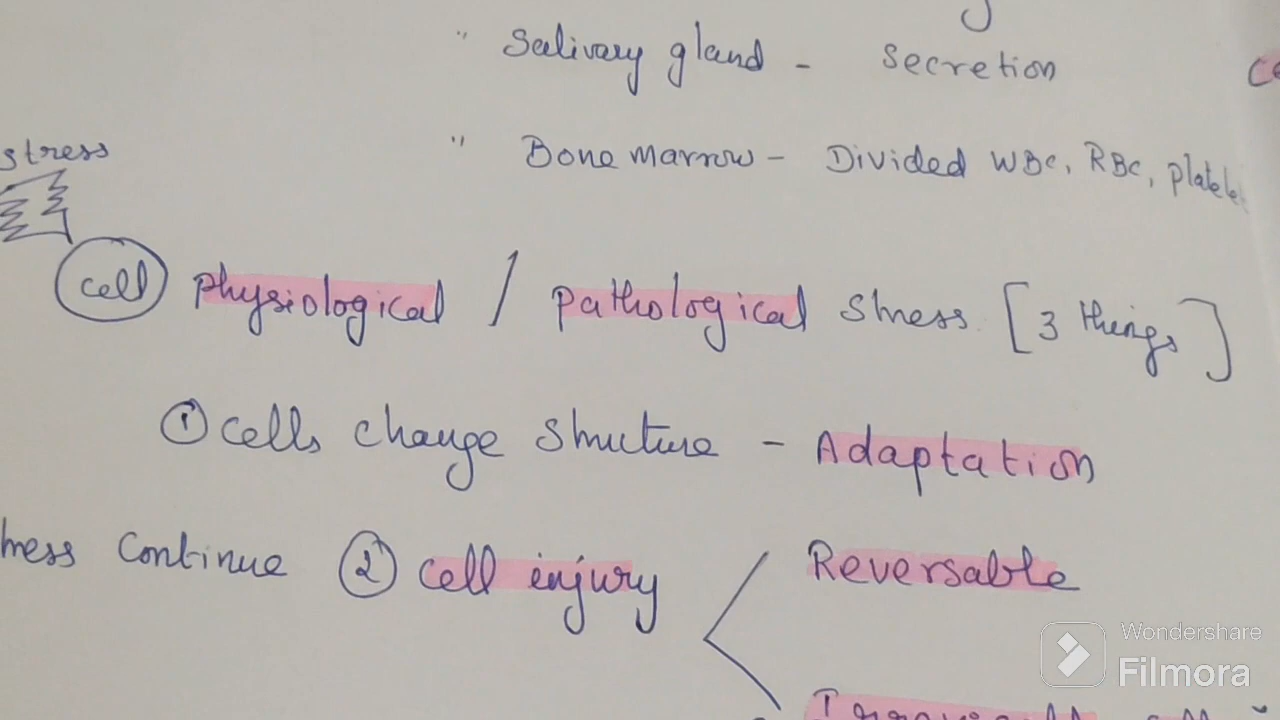 " Salivary gland - Secretion
stress
" Bone marrow - Divided WBC, RBC, platele
cell Physiological / Pathological stress [3 things]
① cells change structure - Adaptation
continue ② cell injury
Reversable
Wondershare
Filmora